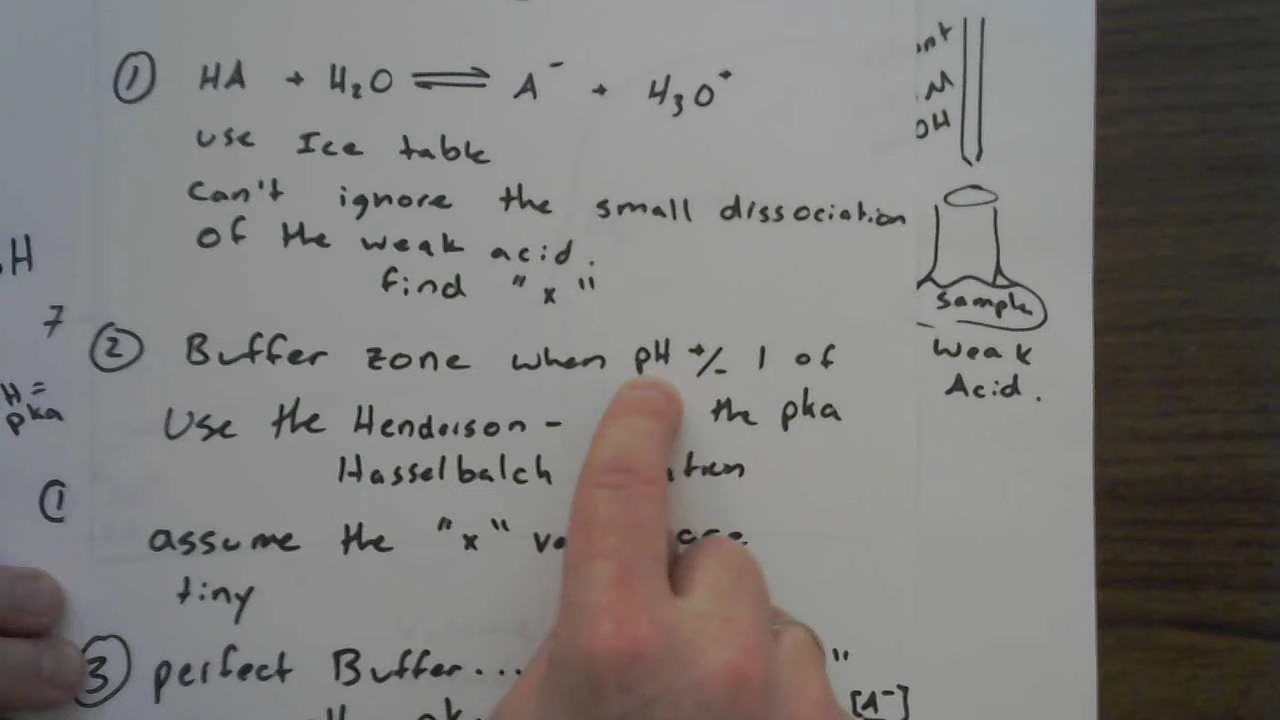 ① HA + H₂O ⇌ A⁻ + H₃O⁺
use Ice table
can't ignore the small dissociation
of the weak acid.
find "x"
② Buffer zone when pH +/- 1 of
the pka
Use the Henderson-
Hasselbalch
assume the "x"
tiny
③ perfect Buffer... "
[A⁻]
OH
Sample
Weak
Acid.
H
7
H =
pka